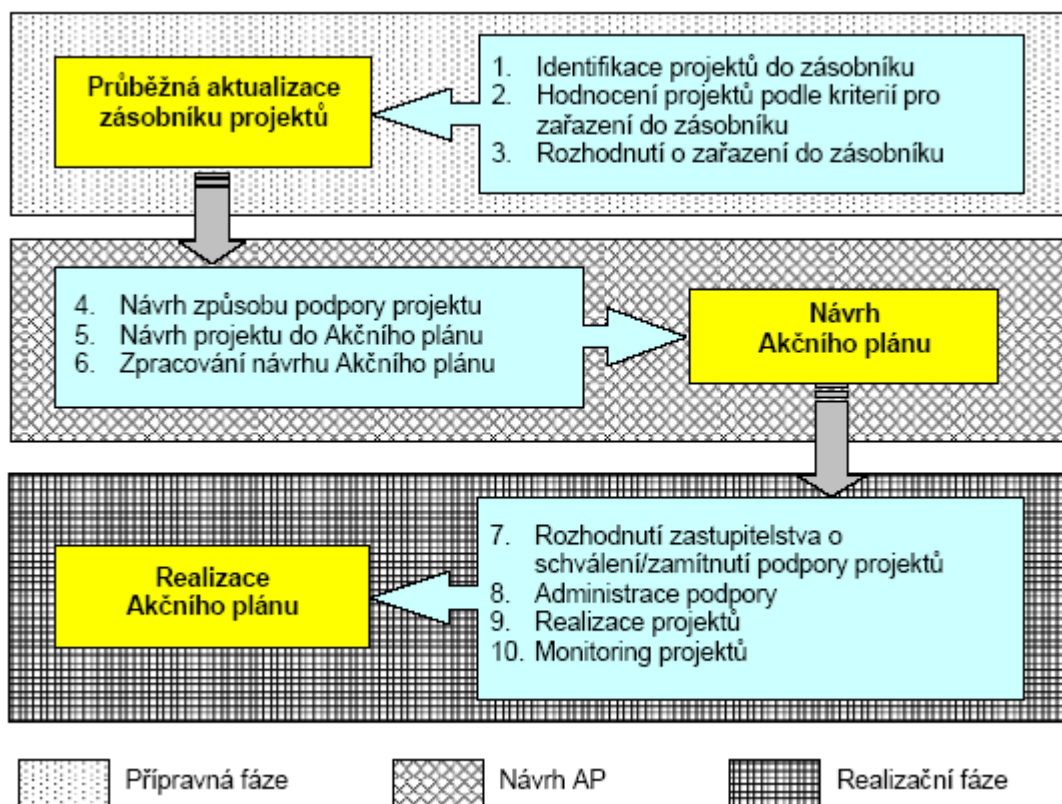 Průběžná aktualizace
zásobníku projektů
1. Identifikace projektů do zásobníku
2. Hodnocení projektů podle kriterií pro
zařazení do zásobníku
3. Rozhodnutí o zařazení do zásobníku
4. Návrh způsobu podpory projektu
5. Návrh projektu do Akčního plánu
6. Zpracování návrhu Akčního plánu
Návrh
Akčního plánu
Realizace
Akčního plánu
7. Rozhodnutí zastupitelstva o
schválení/zamítnutí podpory projektů
8. Administrace podpory
9. Realizace projektů
10. Monitoring projektů
Přípravná fáze
Návrh AP
Realizační fáze